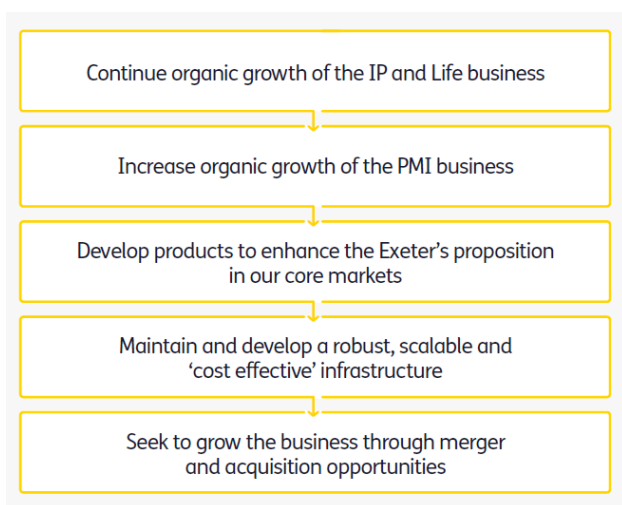 Continue organic growth of the IP and Life business
Increase organic growth of the PMI business
Develop products to enhance the Exeter’s proposition
in our core markets
Maintain and develop a robust, scalable and
‘cost effective’ infrastructure
Seek to grow the business through merger
and acquisition opportunities